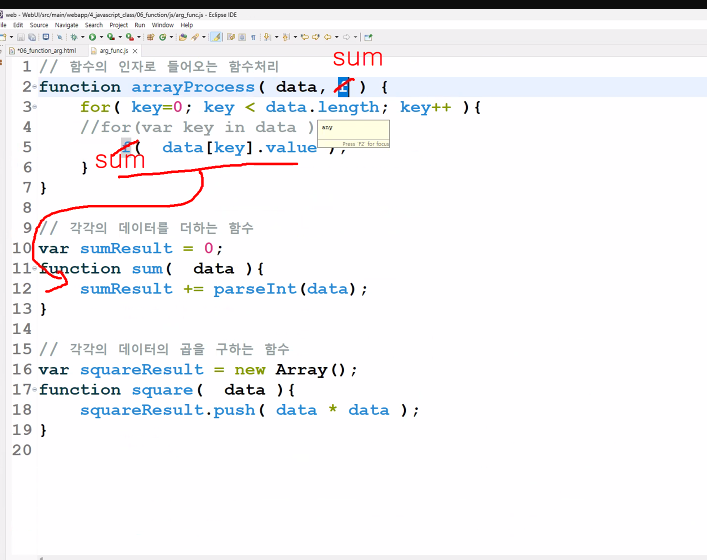 web - WebUI/src/main/webapp/4_javascript_class/06_function/js/arg_func.js - Eclipse IDE
File Edit Source Navigate Search Project Run Window Help
*06_function_arg.html arg_func.js
sum
1 // 함수의 인자로 들어오는 함수처리
2 function arrayProcess( data, f ) {
3 for( key=0; key < data.length; key++ ){
4 //for(var key in data )
any
Press 'F2' for focus
5 f( data[key].value );
sum
6 }
7 }
8
9 // 각각의 데이터를 더하는 함수
10 var sumResult = 0;
11 function sum( data ){
12 sumResult += parseInt(data);
13 }
14
15 // 각각의 데이터의 곱을 구하는 함수
16 var squareResult = new Array();
17 function square( data ){
18 squareResult.push( data * data );
19 }
20